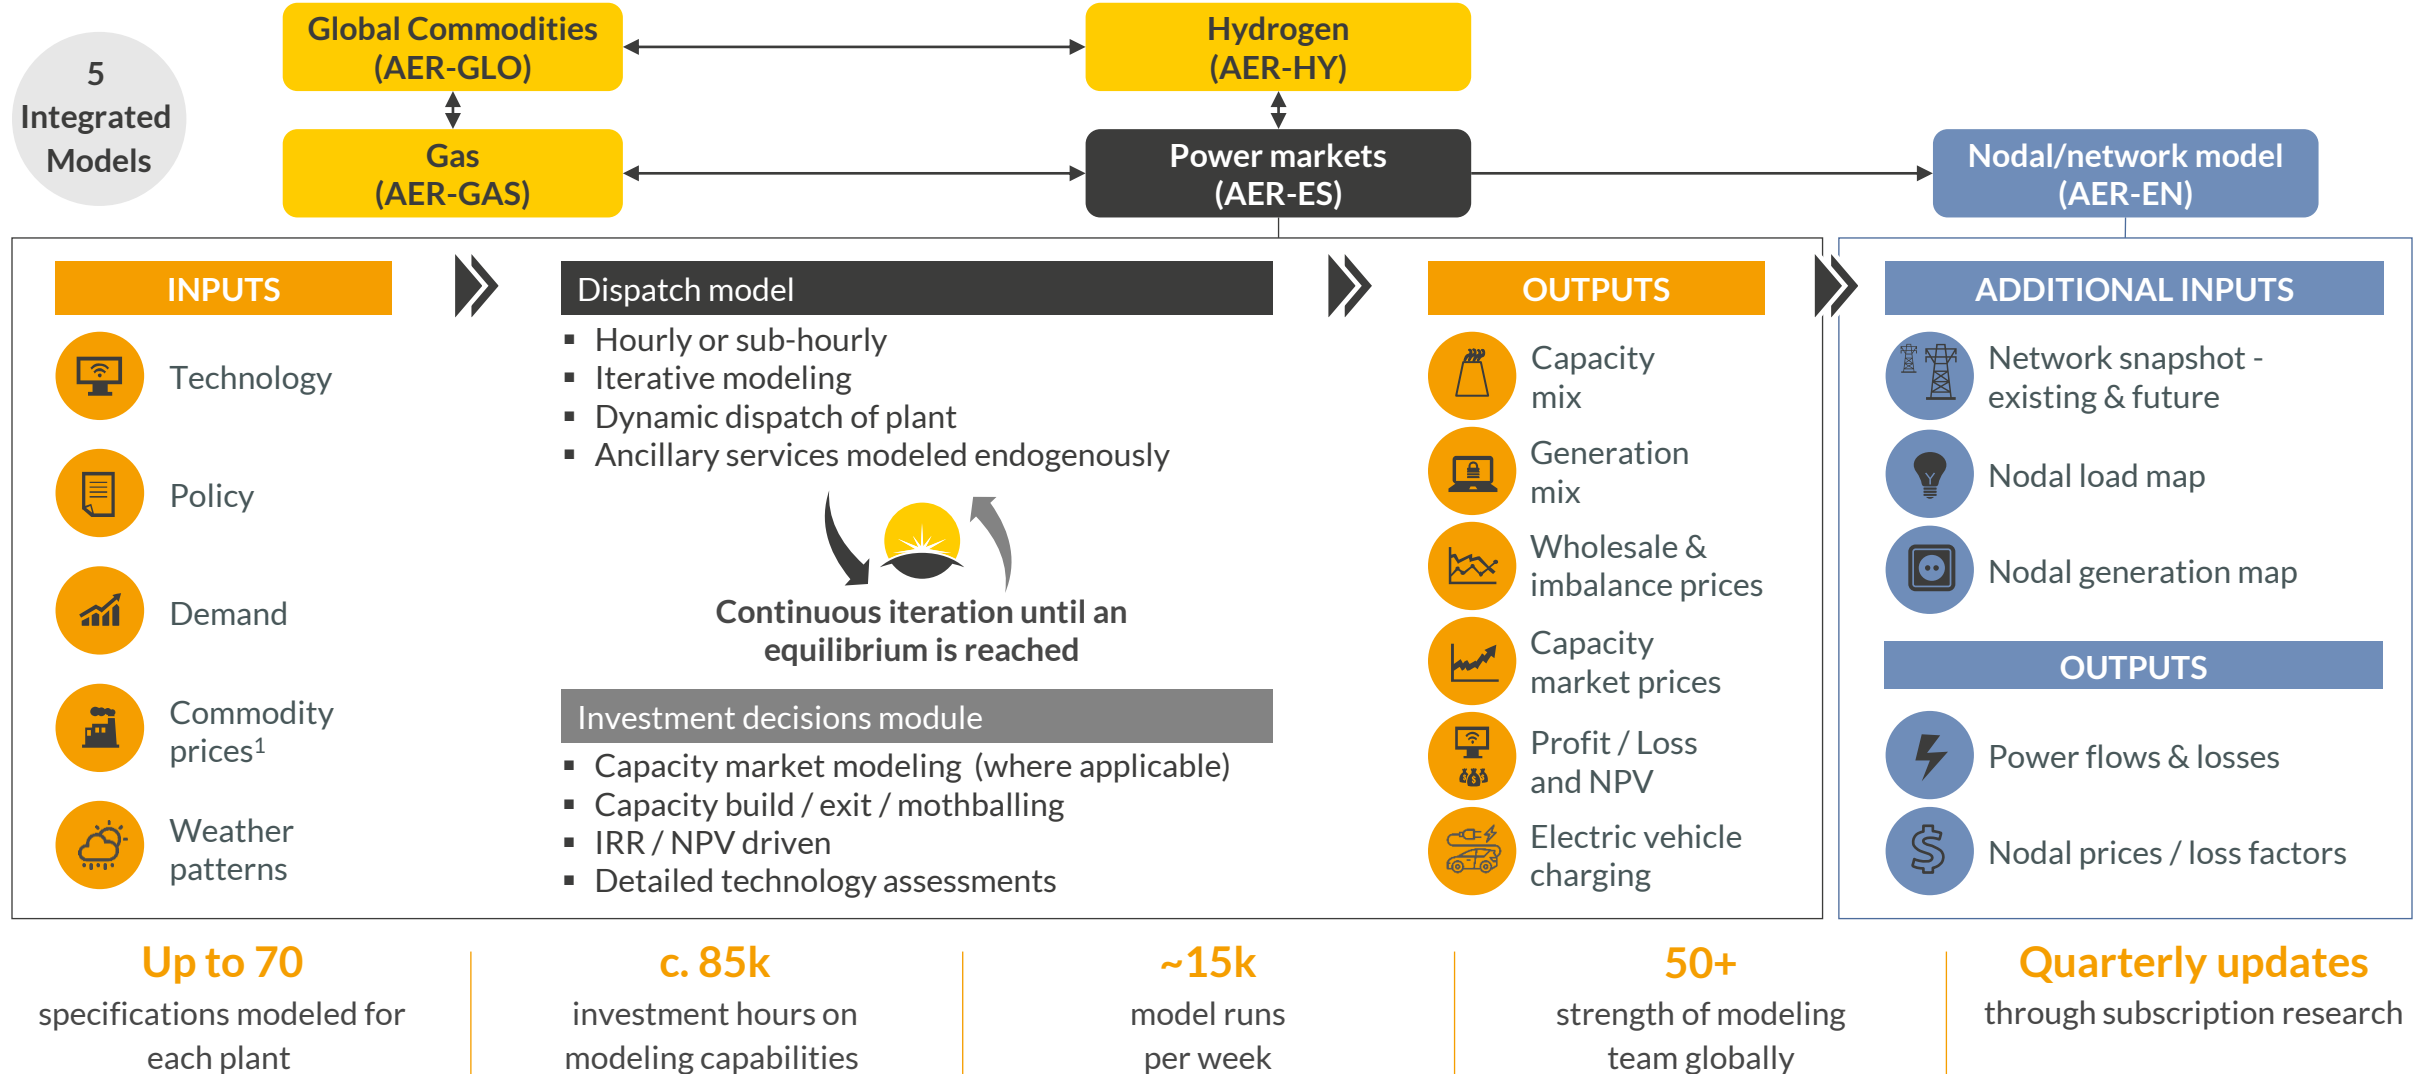 5
Integrated
Models
Global Commodities
(AER-GLO)
Hydrogen
(AER-HY)
Gas
(AER-GAS)
Power markets
(AER-ES)
Nodal/network model
(AER-EN)
INPUTS
Technology
Policy
Demand
Commodity
prices¹
Weather
patterns
Dispatch model
▪ Hourly or sub-hourly
▪ Iterative modeling
▪ Dynamic dispatch of plant
▪ Ancillary services modeled endogenously
Continuous iteration until an
equilibrium is reached
Investment decisions module
▪ Capacity market modeling (where applicable)
▪ Capacity build / exit / mothballing
▪ IRR / NPV driven
▪ Detailed technology assessments
OUTPUTS
Capacity
mix
Generation
mix
Wholesale &
imbalance prices
Capacity
market prices
Profit / Loss
and NPV
Electric vehicle
charging
ADDITIONAL INPUTS
Network snapshot -
existing & future
Nodal load map
Nodal generation map
OUTPUTS
Power flows & losses
Nodal prices / loss factors
Up to 70
specifications modeled for
each plant
c. 85k
investment hours on
modeling capabilities
~15k
model runs
per week
50+
strength of modeling
team globally
Quarterly updates
through subscription research